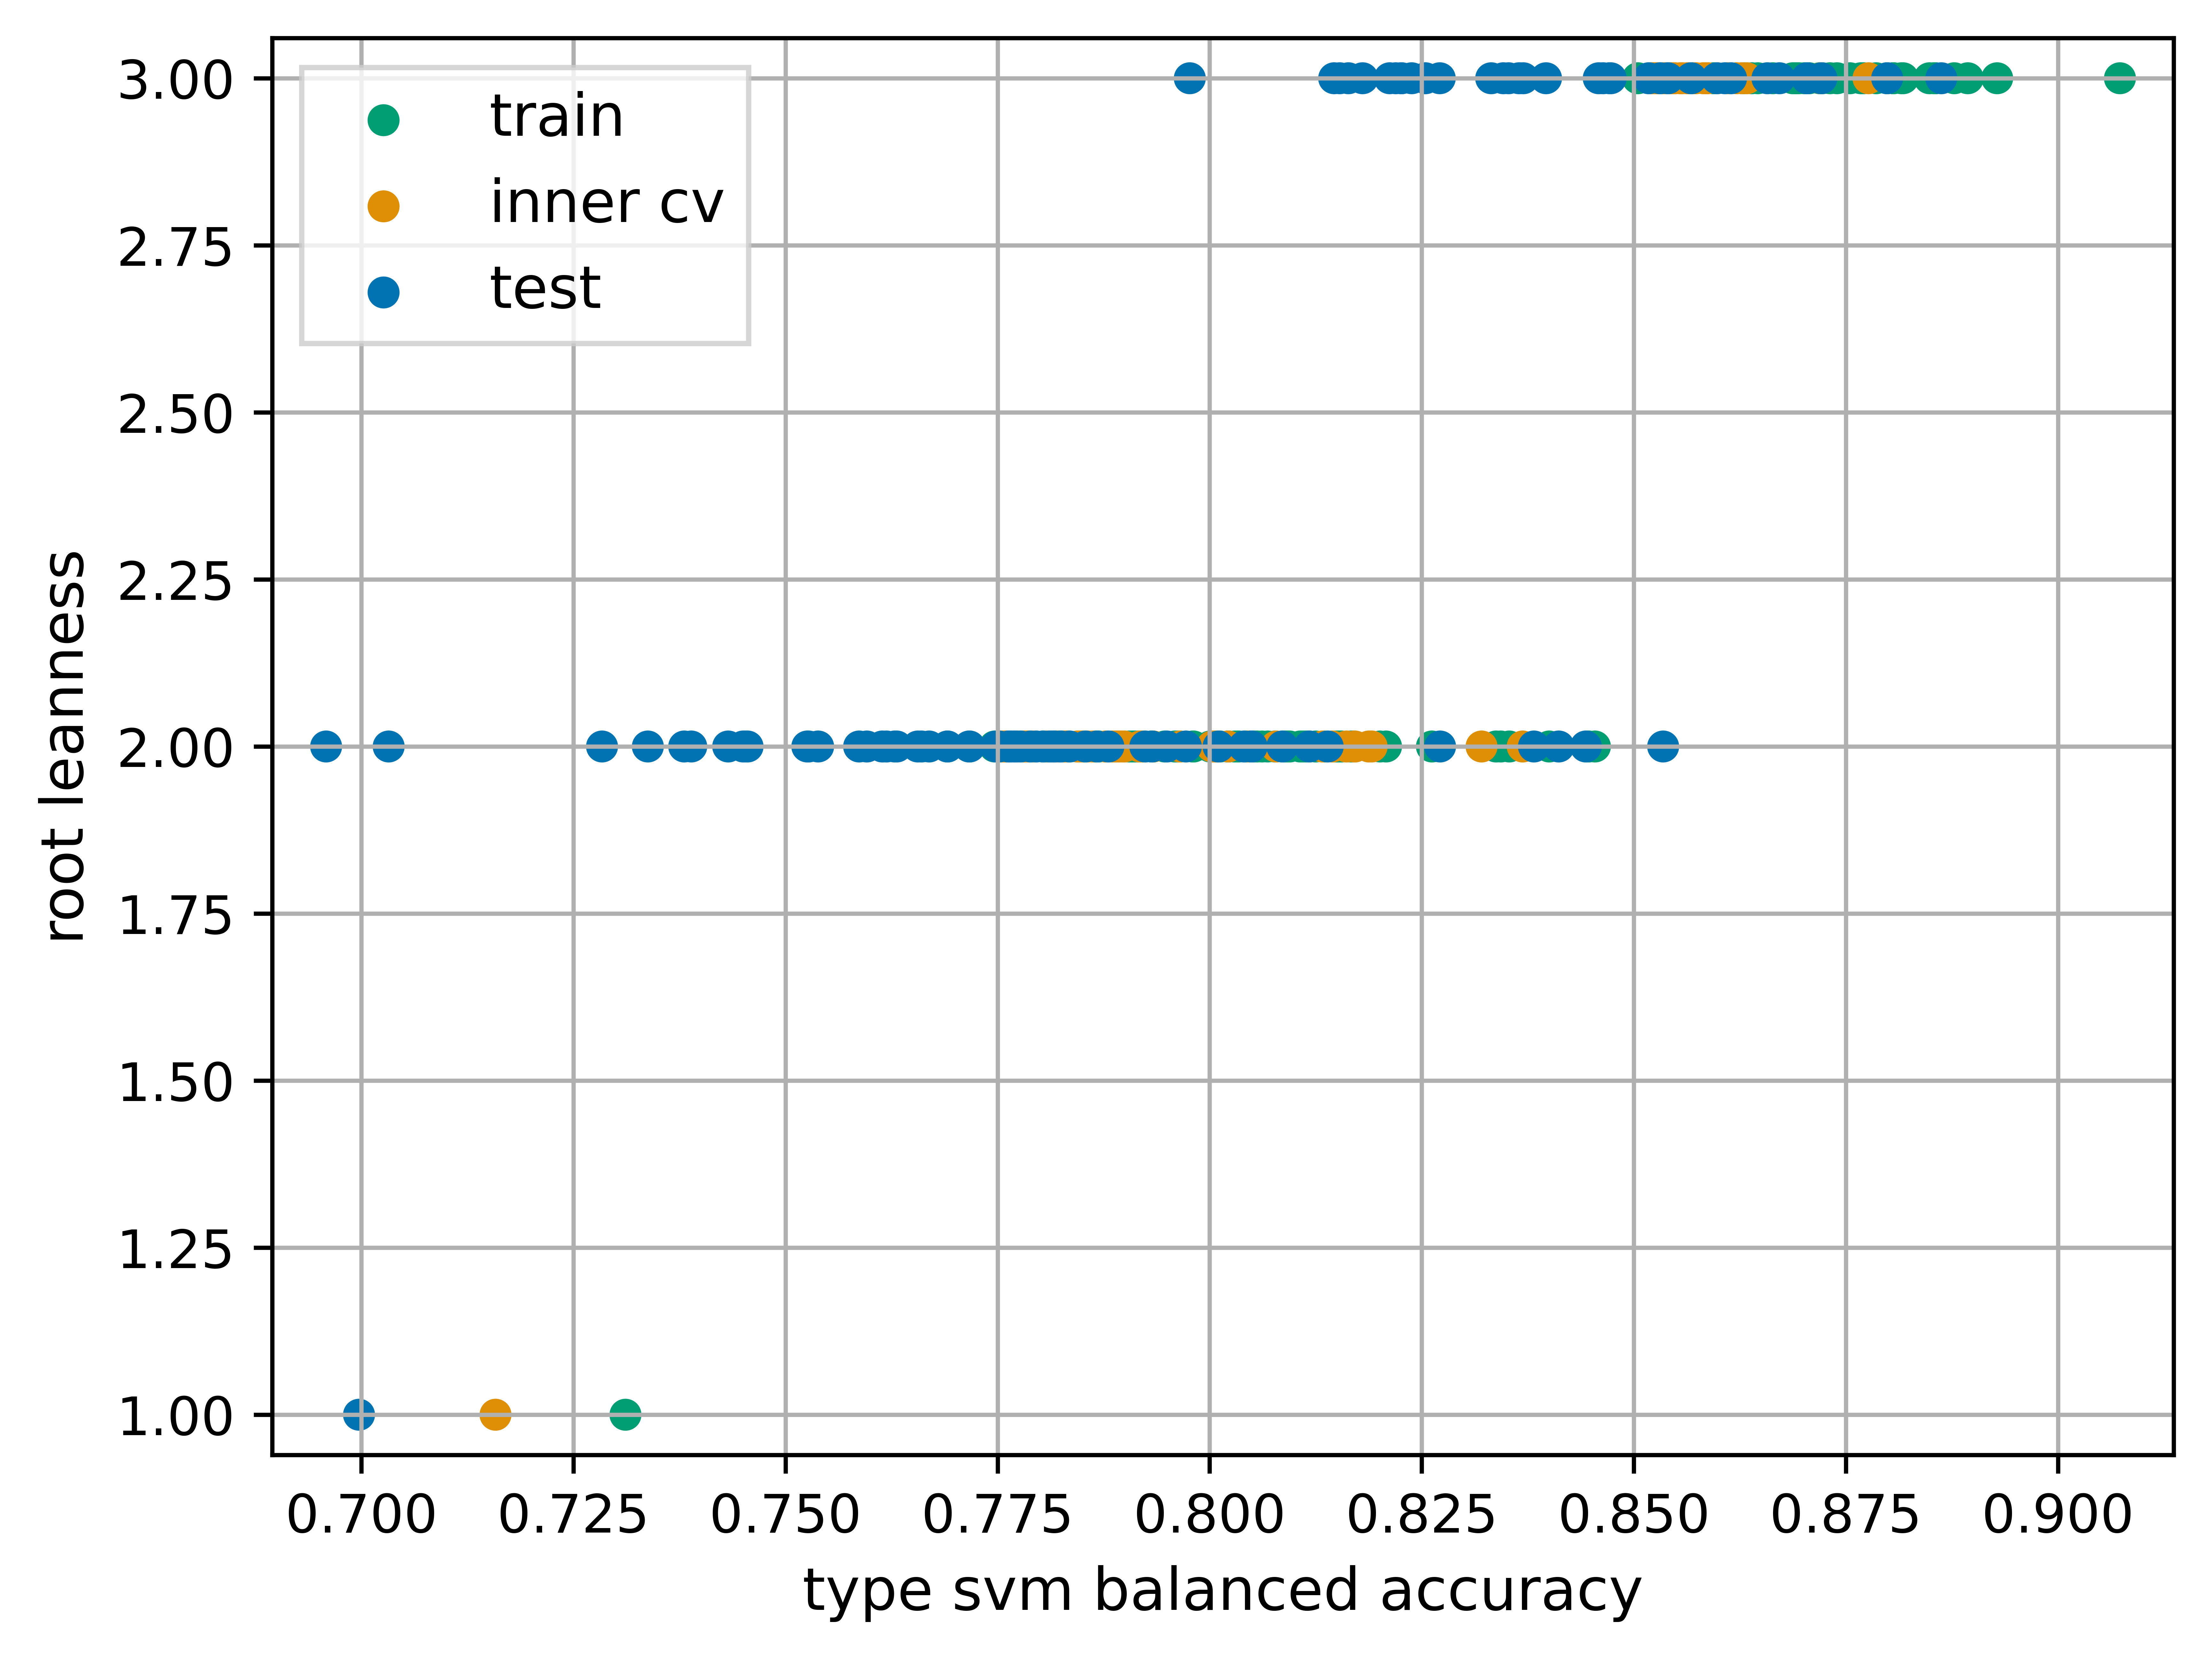 train
inner cv
test
3.00
2.75
2.50
2.25
2.00
1.75
1.50
1.25
1.00
root leanness
0.700 0.725 0.750 0.775 0.800 0.825 0.850 0.875 0.900
type svm balanced accuracy